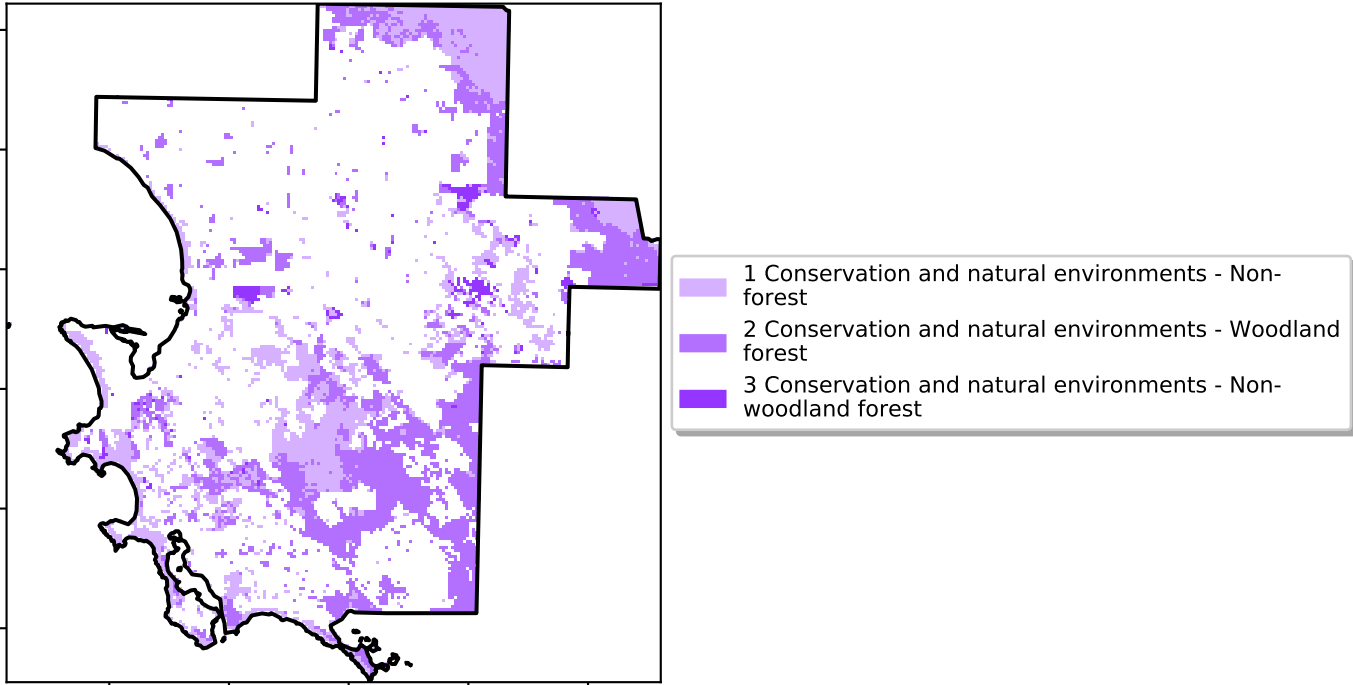 1 Conservation and natural environments - Non-
forest
2 Conservation and natural environments - Woodland
forest
3 Conservation and natural environments - Non-
woodland forest